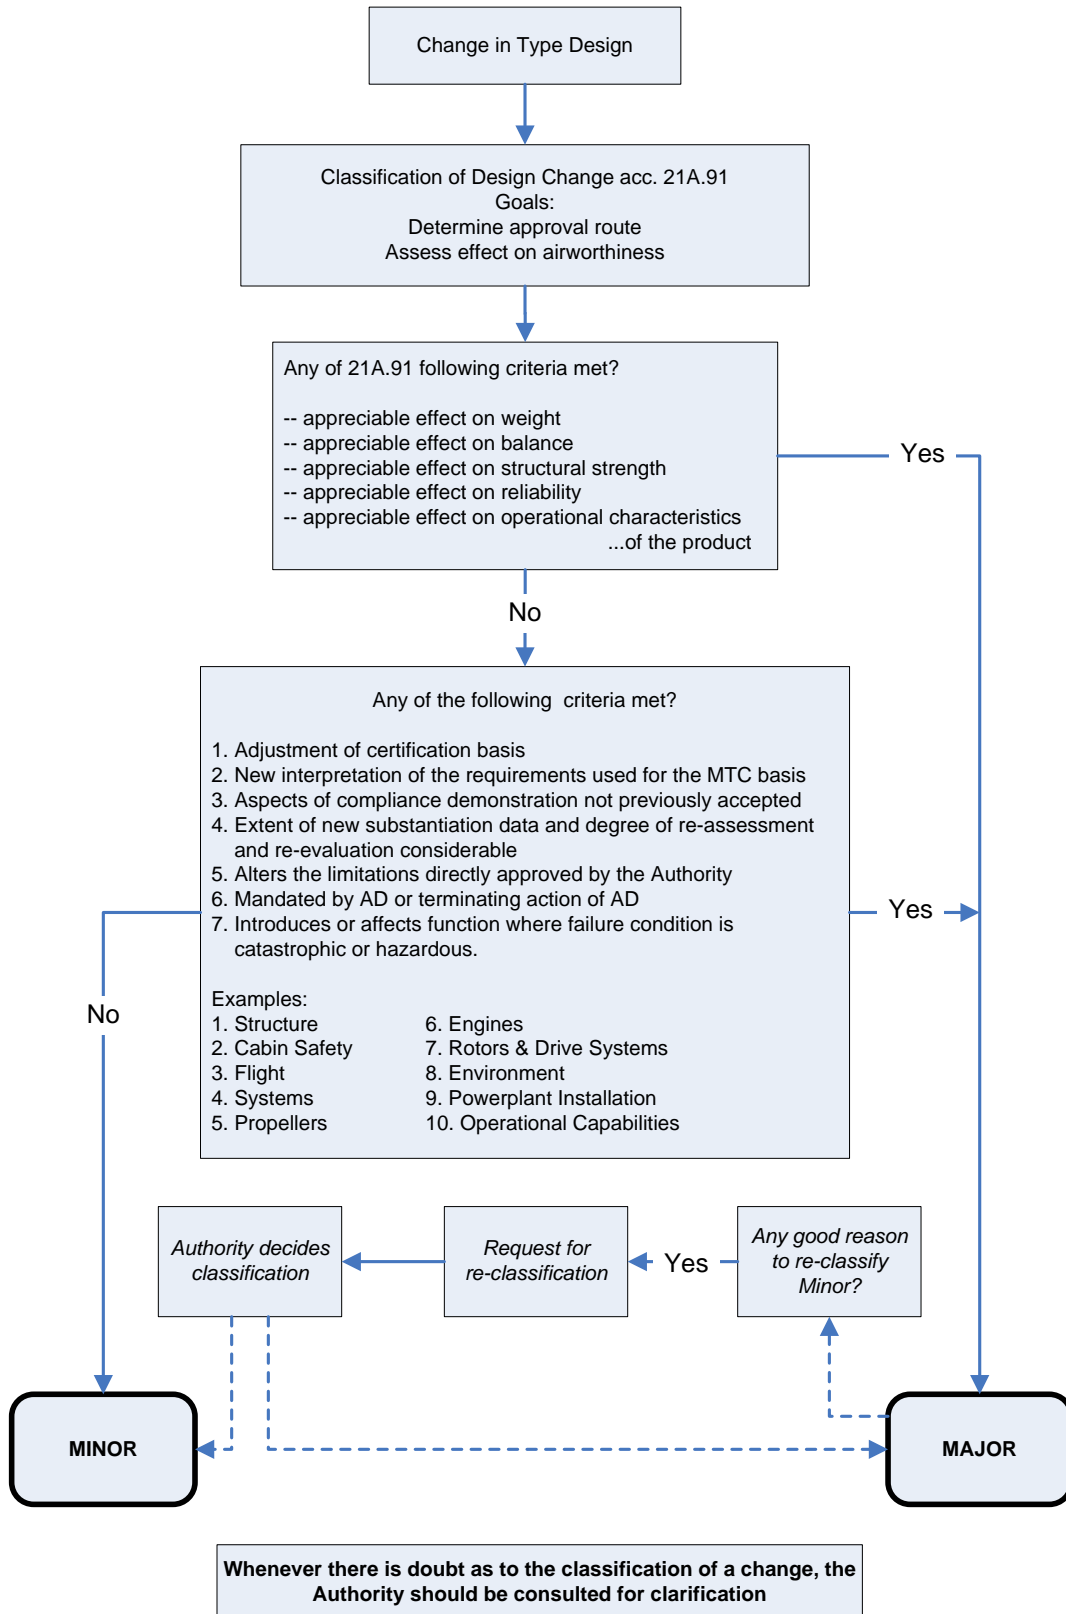 Change in Type Design
Classification of Design Change acc. 21A.91
Goals:
Determine approval route
Assess effect on airworthiness
Any of 21A.91 following criteria met?
-- appreciable effect on weight
-- appreciable effect on balance
-- appreciable effect on structural strength
-- appreciable effect on reliability
-- appreciable effect on operational characteristics
...of the product
Yes
No
Any of the following criteria met?
1. Adjustment of certification basis
2. New interpretation of the requirements used for the MTC basis
3. Aspects of compliance demonstration not previously accepted
4. Extent of new substantiation data and degree of re-assessment
and re-evaluation considerable
5. Alters the limitations directly approved by the Authority
6. Mandated by AD or terminating action of AD
7. Introduces or affects function where failure condition is
catastrophic or hazardous.
Yes
No
Examples:
1. Structure
2. Cabin Safety
3. Flight
4. Systems
5. Propellers
6. Engines
7. Rotors & Drive Systems
8. Environment
9. Powerplant Installation
10. Operational Capabilities
Authority decides
classification
Request for
re-classification
Yes
Any good reason
to re-classify
Minor?
MINOR
MAJOR
Whenever there is doubt as to the classification of a change, the
Authority should be consulted for clarification